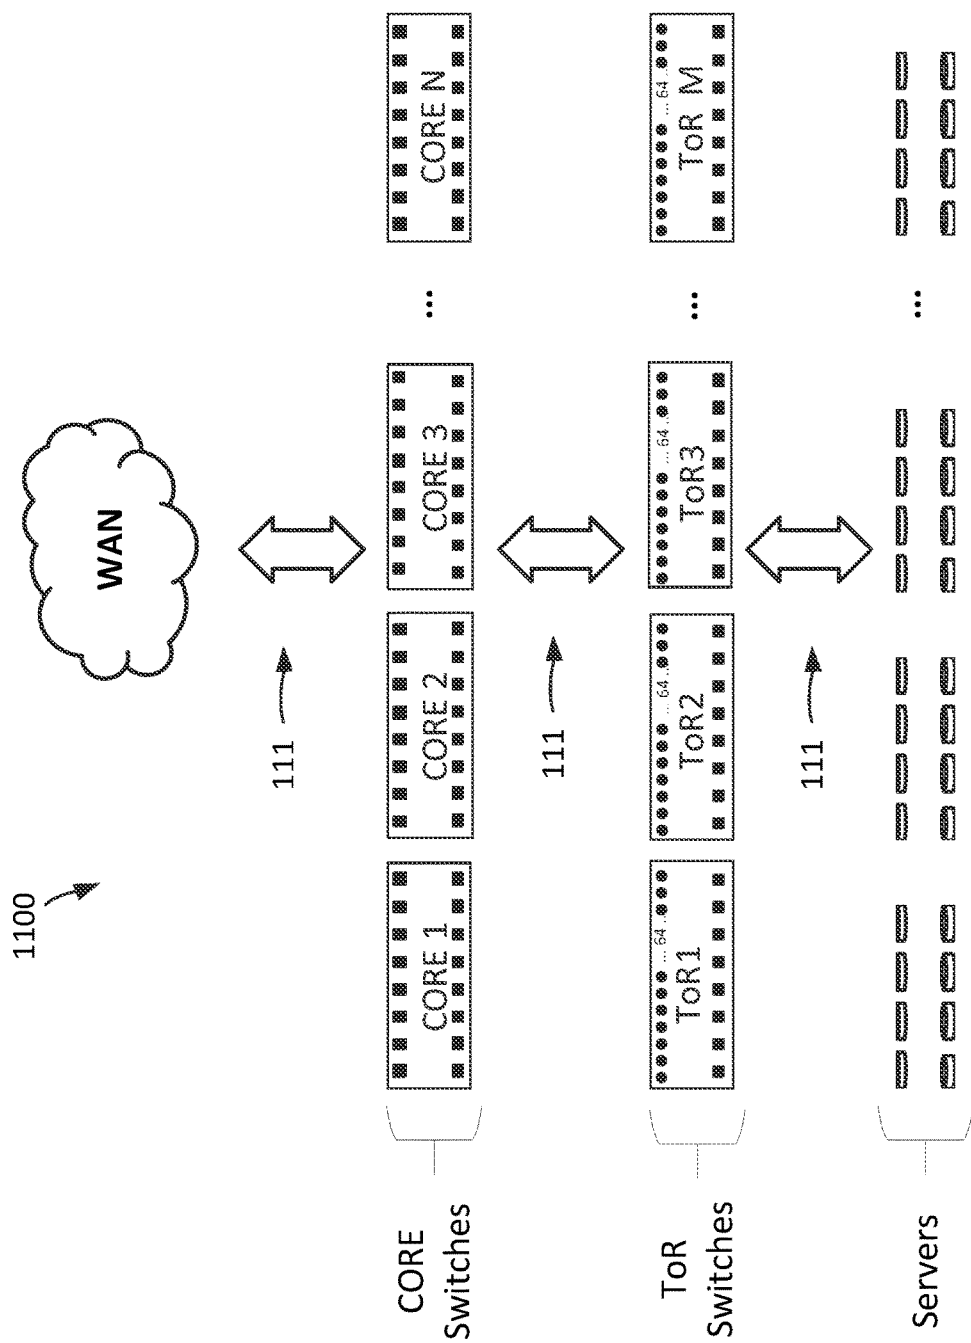 1100
WAN
111
CORE
Switches
CORE 1
CORE 2
CORE 3
...
CORE N
111
ToR
Switches
... 64 ..
ToR1
... 64 ..
ToR2
... 64 ..
ToR3
...
... 64 ..
ToR M
111
Servers
...